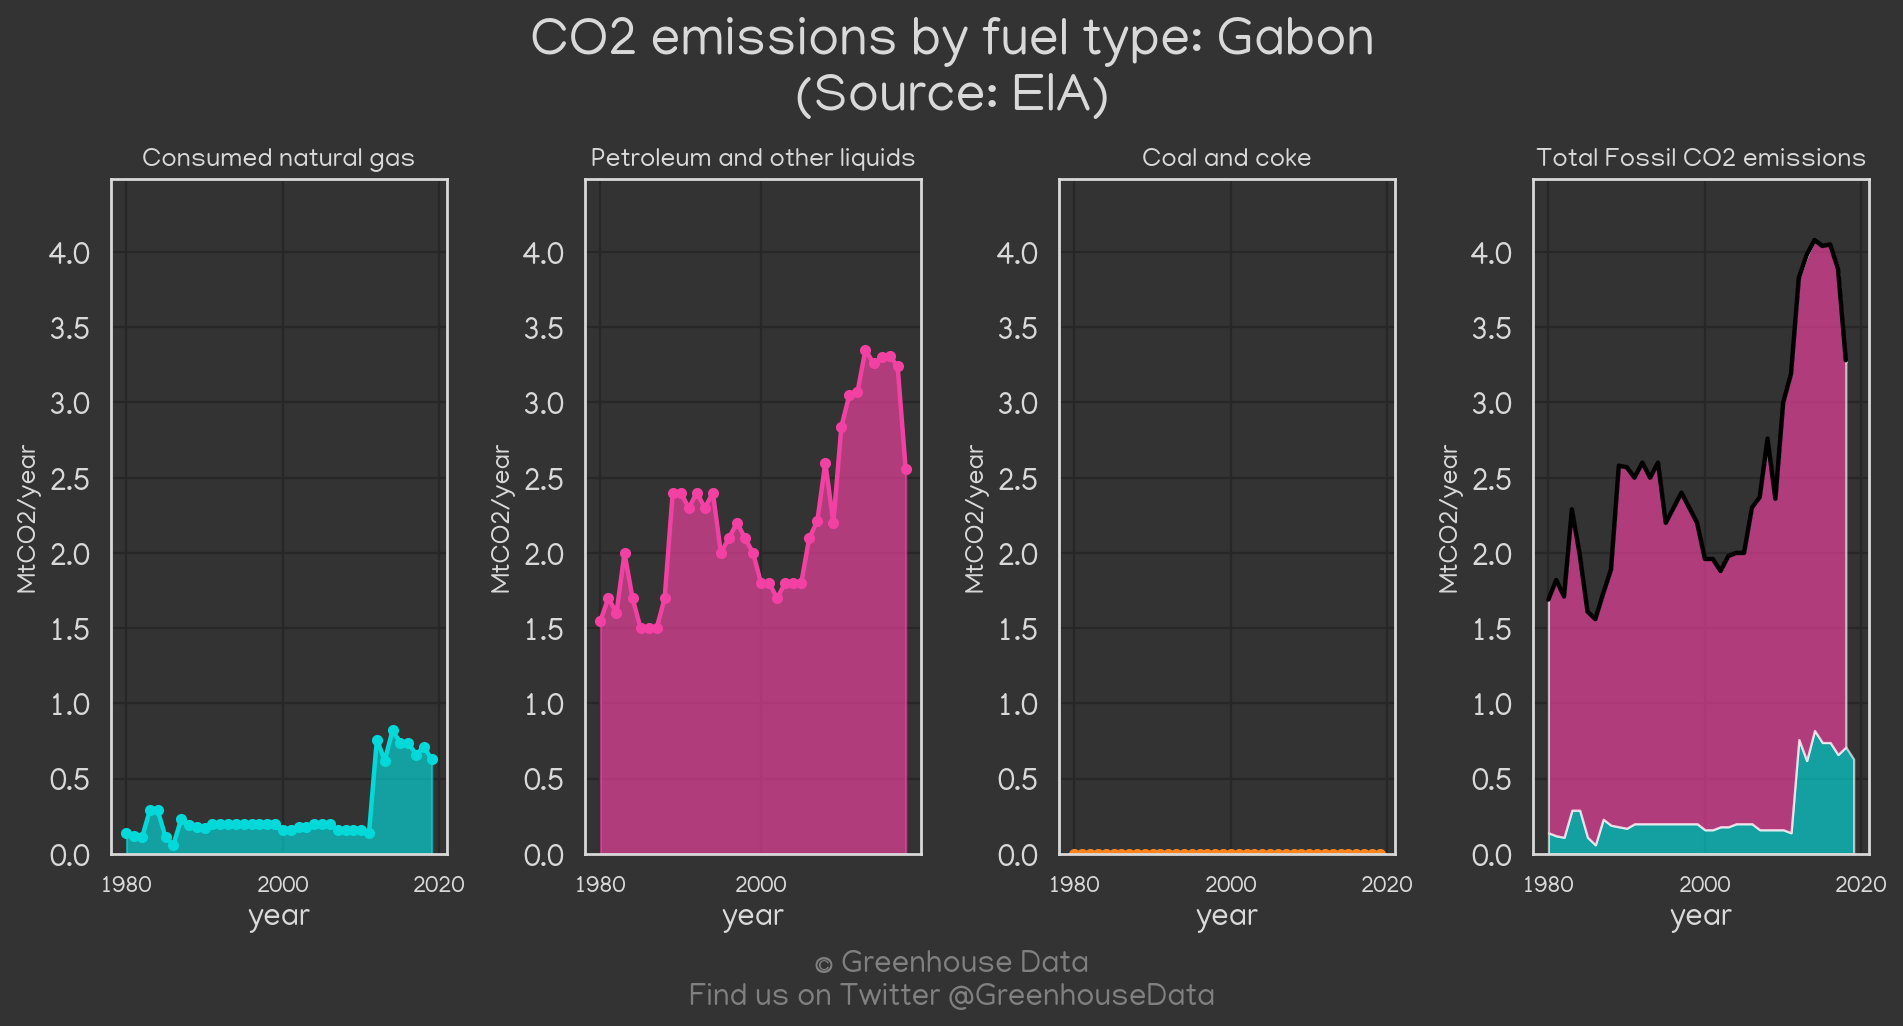 CO2 emissions by fuel type: Gabon
(Source: EIA)
Consumed natural gas
MtCO2/year
4.0
3.5
3.0
2.5
2.0
1.5
1.0
0.5
0.0
1980 2000 2020
year
Petroleum and other liquids
MtCO2/year
4.0
3.5
3.0
2.5
2.0
1.5
1.0
0.5
0.0
1980 2000
year
Coal and coke
MtCO2/year
4.0
3.5
3.0
2.5
2.0
1.5
1.0
0.5
0.0
1980 2000 2020
year
Total Fossil CO2 emissions
MtCO2/year
4.0
3.5
3.0
2.5
2.0
1.5
1.0
0.5
0.0
1980 2000 2020
year
© Greenhouse Data
Find us on Twitter @GreenhouseData